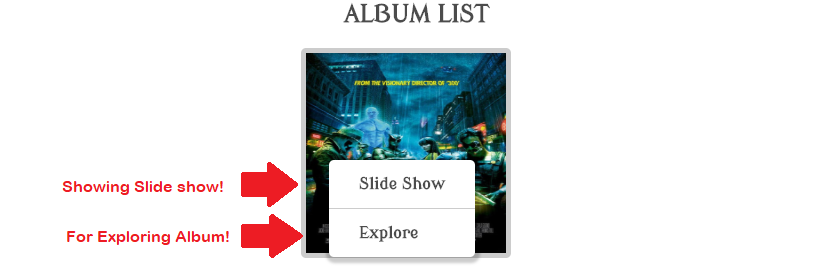 ALBUM LIST
FROM THE VISIONARY DIRECTOR OF "300"
Showing Slide show!
Slide Show
For Exploring Album!
Explore